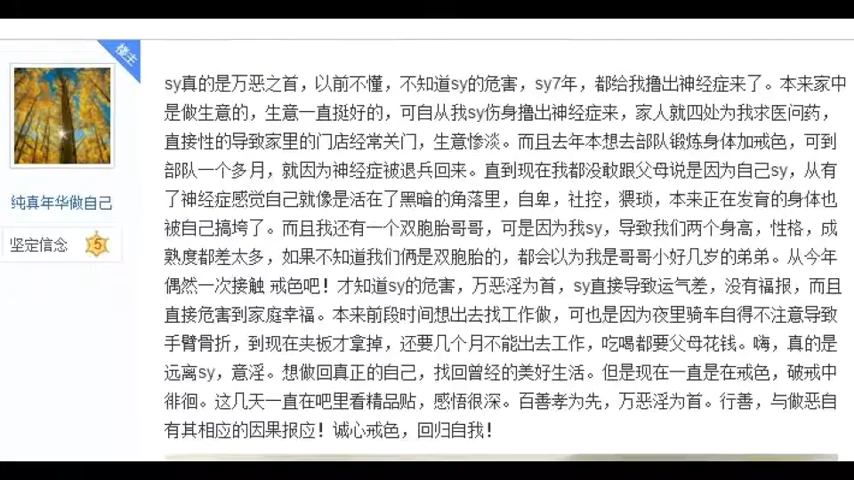 楼主
sy真的是万恶之首，以前不懂，不知道sy的危害，sy7年，都给我撸出神经症来了。本来家中
是做生意的，生意一直挺好的，可自从我sy伤身撸出神经症来，家人就四处为我求医问药，
直接性的导致家里的门店经常关门，生意惨淡。而且去年本想去部队锻炼身体加戒色，可到
部队一个多月，就因为神经症被退兵回来。直到现在我都没敢跟父母说是因为自己sy，从有
了神经症感觉自己就像是活在了黑暗的角落里，自卑，社控，猥琐，本来正在发育的身体也
被自己搞垮了。而且我还有一个双胞胎哥哥，可是因为我sy，导致我们两个身高，性格，成
熟度都差太多，如果不知道我们俩是双胞胎的，都会以为我是哥哥小好几岁的弟弟。从今年
偶然一次接触 戒色吧！才知道sy的危害，万恶淫为首，sy直接导致运气差，没有福报，而且
直接危害到家庭幸福。本来前段时间想出去找工作做，可也是因为夜里骑车自得不注意导致
手臂骨折，到现在夹板才拿掉，还要几个月不能出去工作，吃喝都要父母花钱。嗨，真的是
远离sy，意淫。想做回真正的自己，找回曾经的美好生活。但是现在一直是在戒色，破戒中
徘徊。这几天一直在吧里看精品贴，感悟很深。百善孝为先，万恶淫为首。行善，与做恶自
有其相应的因果报应！诚心戒色，回归自我！
纯真年华做自己
坚定信念 5